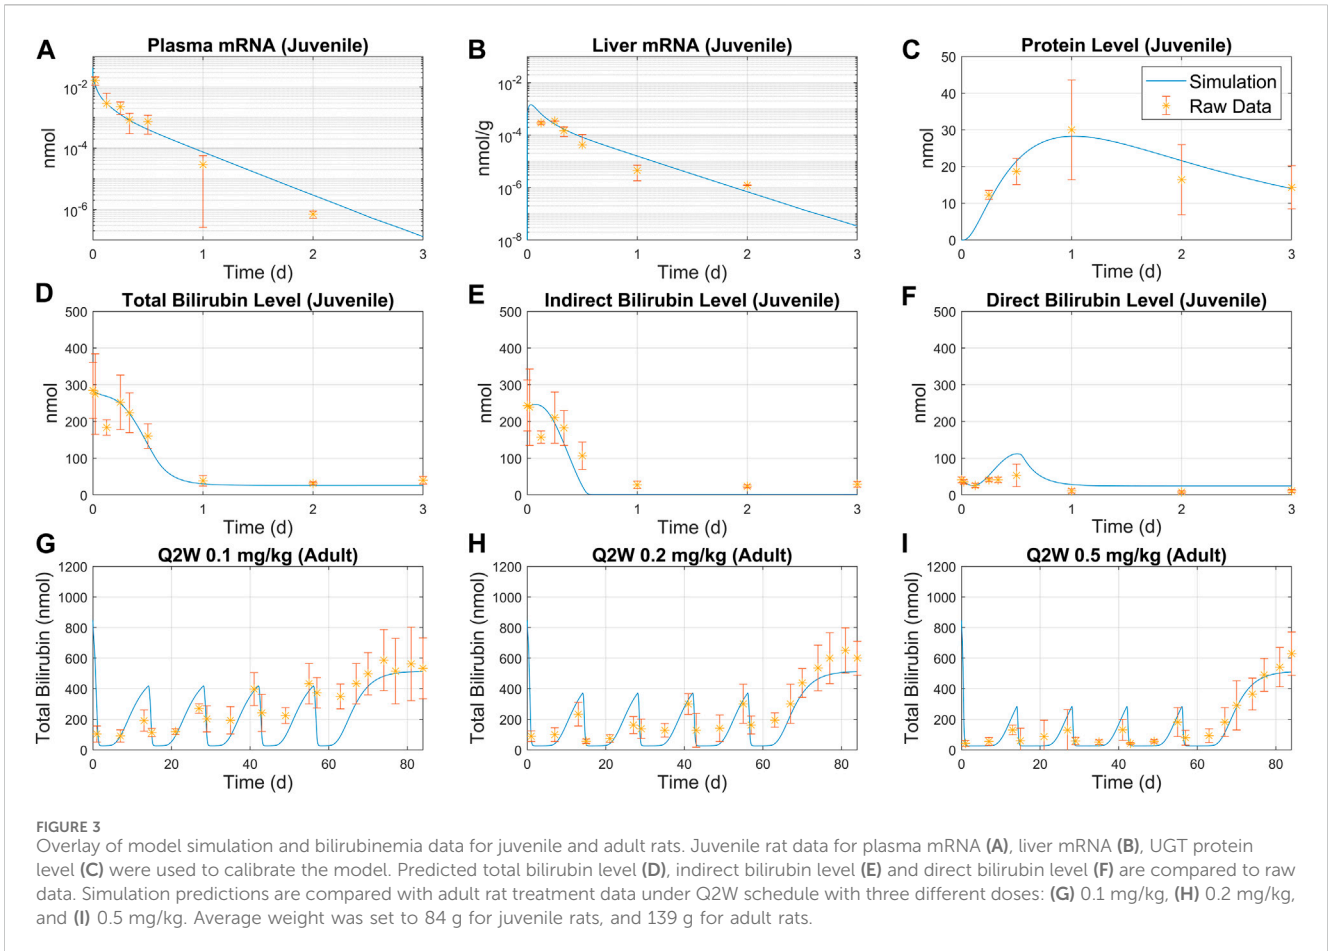 A
Plasma mRNA (Juvenile)
nmol
10-2
10-4
10-6
0
1
2
3
Time (d)
B
Liver mRNA (Juvenile)
nmol/g
10-2
10-4
10-6
10-8
0
1
2
3
Time (d)
C
Protein Level (Juvenile)
nmol
50
40
30
20
10
0
Simulation
Raw Data
0
1
2
3
Time (d)
D
Total Bilirubin Level (Juvenile)
nmol
500
400
300
200
100
0
0
1
2
3
Time (d)
E
Indirect Bilirubin Level (Juvenile)
nmol
500
400
300
200
100
0
0
1
2
3
Time (d)
F
Direct Bilirubin Level (Juvenile)
nmol
500
400
300
200
100
0
0
1
2
3
Time (d)
G
Q2W 0.1 mg/kg (Adult)
Total Bilirubin (nmol)
1200
1000
800
600
400
200
0
0
20
40
60
80
Time (d)
H
Q2W 0.2 mg/kg (Adult)
Total Bilirubin (nmol)
1200
1000
800
600
400
200
0
0
20
40
60
80
Time (d)
I
Q2W 0.5 mg/kg (Adult)
Total Bilirubin (nmol)
1200
1000
800
600
400
200
0
0
20
40
60
80
Time (d)
FIGURE 3
Overlay of model simulation and bilirubinemia data for juvenile and adult rats. Juvenile rat data for plasma mRNA (A), liver mRNA (B), UGT protein
level (C) were used to calibrate the model. Predicted total bilirubin level (D), indirect bilirubin level (E) and direct bilirubin level (F) are compared to raw
data. Simulation predictions are compared with adult rat treatment data under Q2W schedule with three different doses: (G) 0.1 mg/kg, (H) 0.2 mg/kg,
and (I) 0.5 mg/kg. Average weight was set to 84 g for juvenile rats, and 139 g for adult rats.